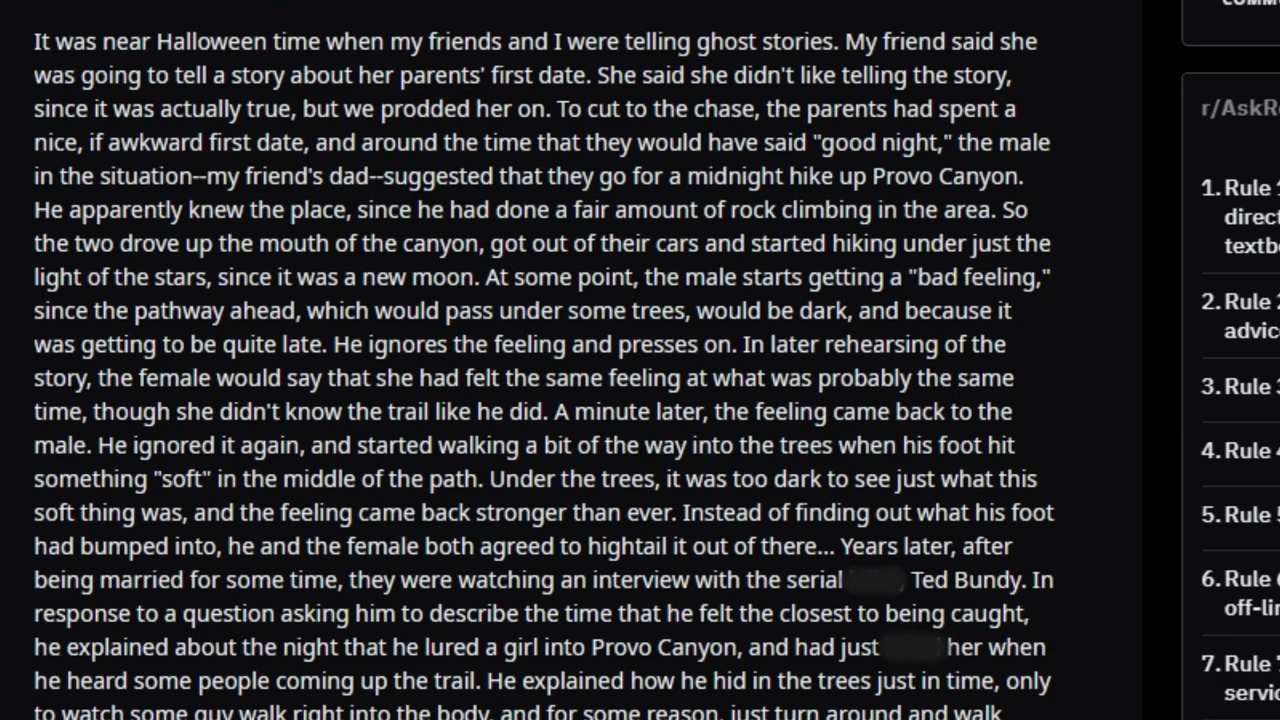 It was near Halloween time when my friends and I were telling ghost stories. My friend said she
was going to tell a story about her parents' first date. She said she didn't like telling the story,
since it was actually true, but we prodded her on. To cut to the chase, the parents had spent a
nice, if awkward first date, and around the time that they would have said "good night," the male
in the situation--my friend's dad--suggested that they go for a midnight hike up Provo Canyon.
He apparently knew the place, since he had done a fair amount of rock climbing in the area. So
the two drove up the mouth of the canyon, got out of their cars and started hiking under just the
light of the stars, since it was a new moon. At some point, the male starts getting a "bad feeling,"
since the pathway ahead, which would pass under some trees, would be dark, and because it
was getting to be quite late. He ignores the feeling and presses on. In later rehearsing of the
story, the female would say that she had felt the same feeling at what was probably the same
time, though she didn't know the trail like he did. A minute later, the feeling came back to the
male. He ignored it again, and started walking a bit of the way into the trees when his foot hit
something "soft" in the middle of the path. Under the trees, it was too dark to see just what this
soft thing was, and the feeling came back stronger than ever. Instead of finding out what his foot
had bumped into, he and the female both agreed to hightail it out of there... Years later, after
being married for some time, they were watching an interview with the serial , Ted Bundy. In
response to a question asking him to describe the time that he felt the closest to being caught,
he explained about the night that he lured a girl into Provo Canyon, and had just her when
he heard some people coming up the trail. He explained how he hid in the trees just in time, only
to watch some guy walk right into the body, and for some reason, just turn around and walk
r/AskR
1. Rule
direct
textb
2. Rule
advic
3. Rule
4. Rule
5. Rule
6. Rule
off-li
7. Rule
servic